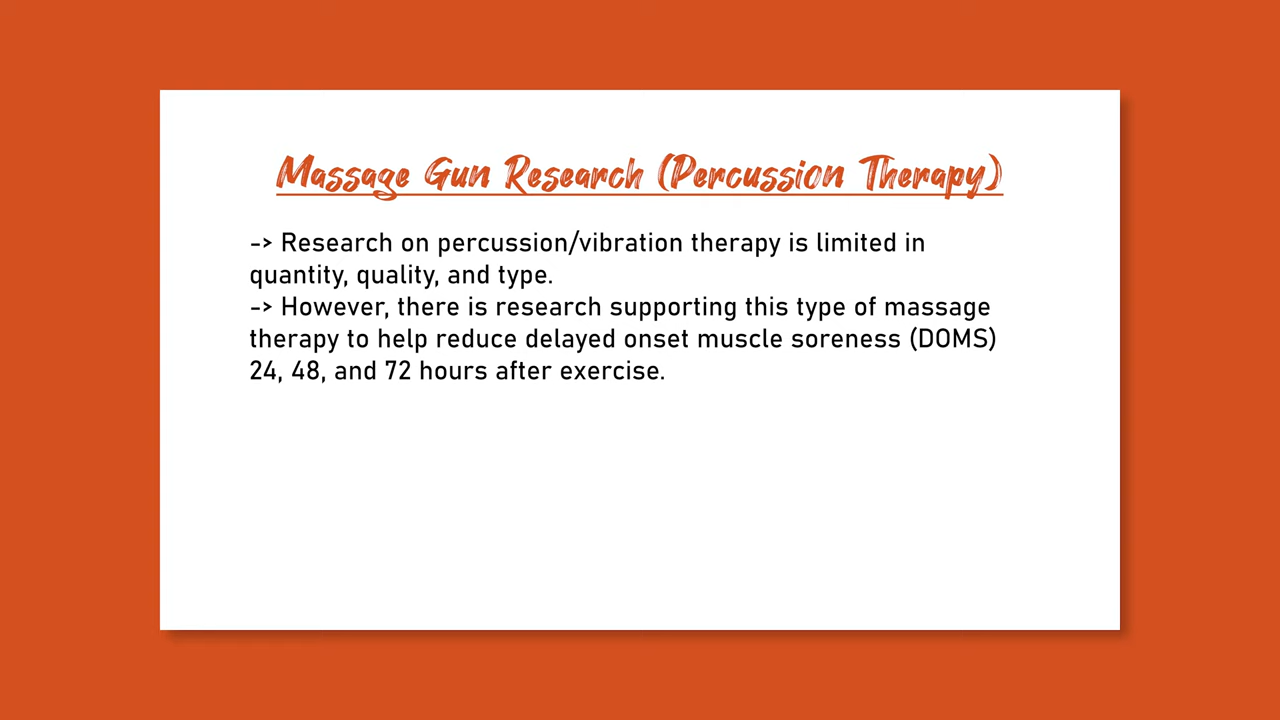 Massage Gun Research (Percussion Therapy)
-> Research on percussion/vibration therapy is limited in
quantity, quality, and type.
-> However, there is research supporting this type of massage
therapy to help reduce delayed onset muscle soreness (DOMS)
24, 48, and 72 hours after exercise.